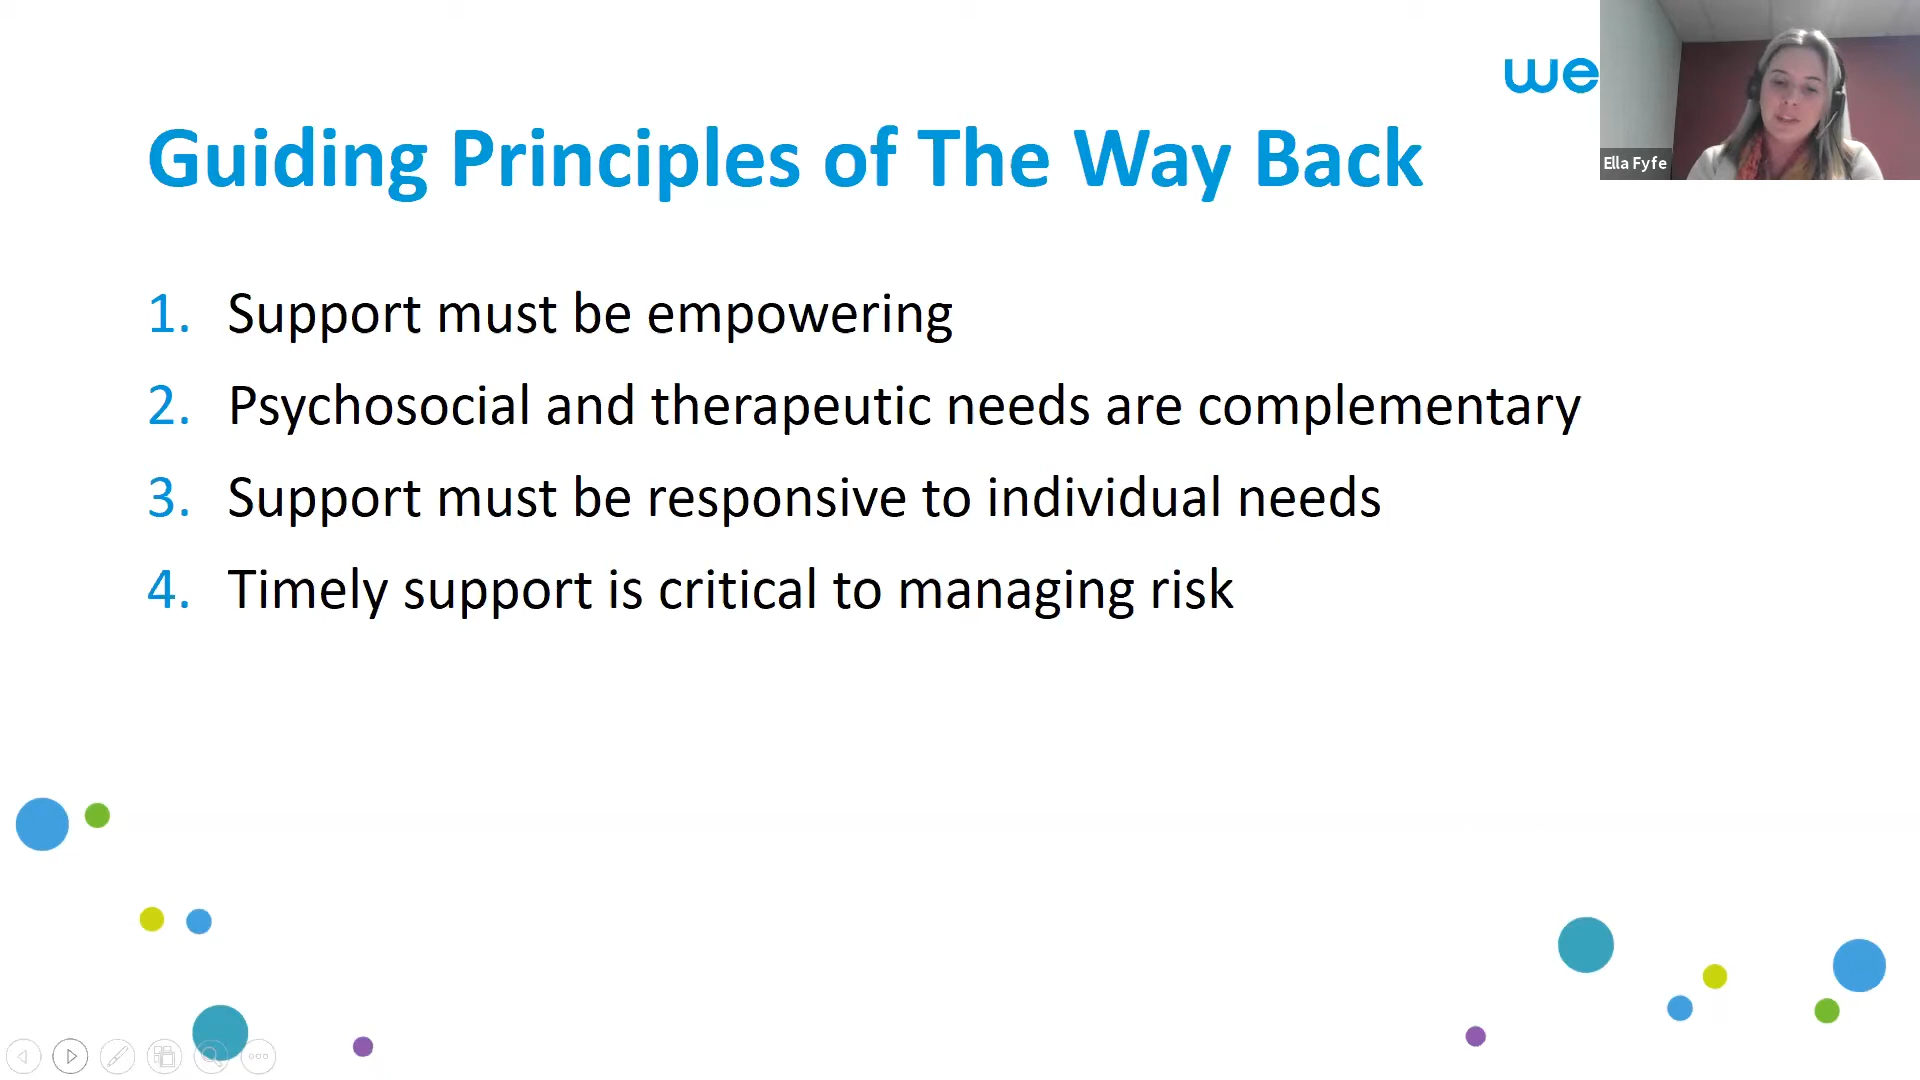 we
Ella Fyfe
Guiding Principles of The Way Back
1. Support must be empowering
2. Psychosocial and therapeutic needs are complementary
3. Support must be responsive to individual needs
4. Timely support is critical to managing risk